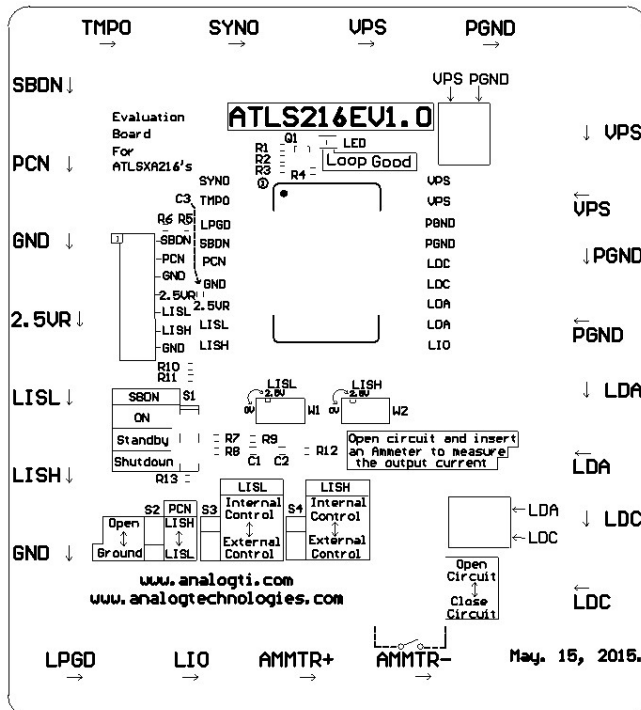 TMPO SYNO VPS PGND
SBDN
VPS PGND
Evaluation
Board
For
ATLSXA216's
ATLS216EV1.0
VPS
Q1
LED
R1
R2
R3
R4
Loop Good
PCN
1
SYNO VPS
C3 TMPO VPS
VPS
R6 R5 LPGD PGND
GND
1 SBDN SBDN PGND
PCN PCN LDC
PGND
GND GND LDC
2.5VR 2.5VR LDA
2.5VR
LISL LISL LDA
LISH LISH LIO
PGND
GND
R10
R11
LISL
SBDN S1
ON
Standby
Shutdown
LISL
2.5V
0V
W1
LISH
2.5V
0V
W2
LDA
R7 R9
R8 R12
C1 C2
Open circuit and insert
an Ammeter to measure
the output current
LDA
LISH
R13
S2 PCN S3 LISL S4 LISH
Open LISH Internal
Control Internal
Control
Ground LISL External
Control External
Control
LDA
LDC
LDC
GND
Open
Circuit
Close
Circuit
LDC
www.analogti.com
www.analogtechnologies.com
LPGD LIO AMMTR+ AMMTR-
May. 15, 2015.